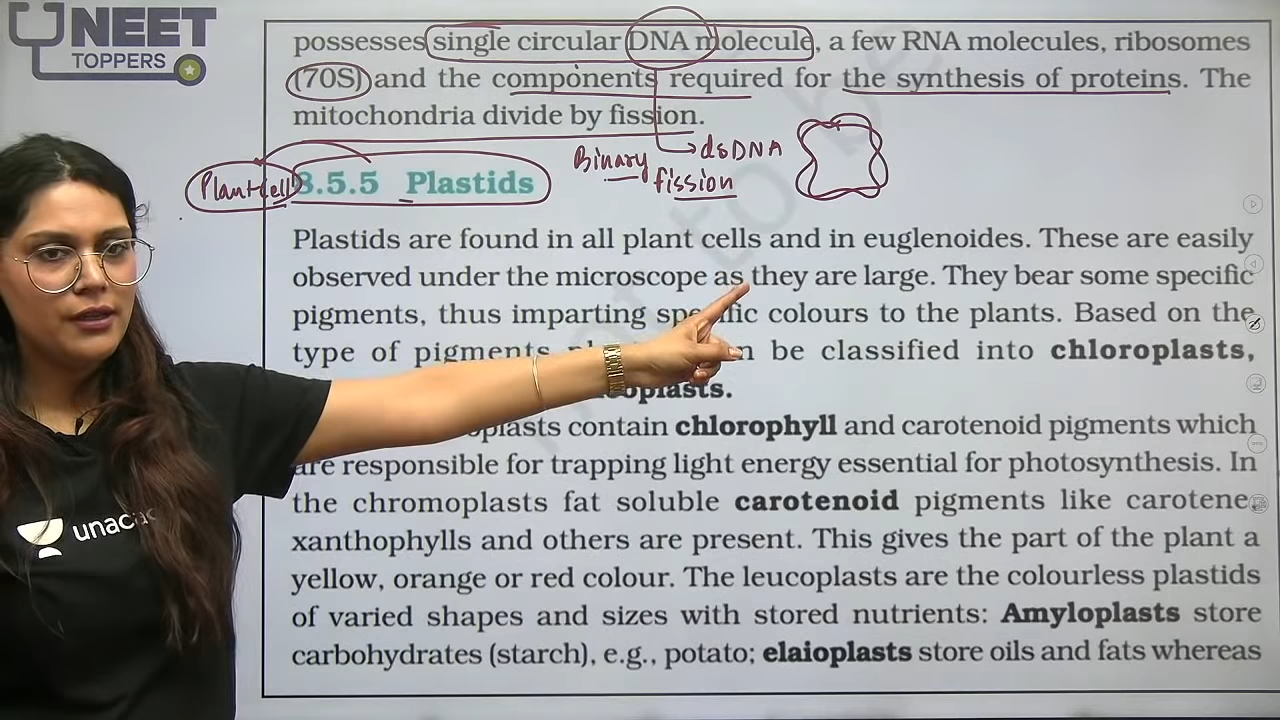 NEET
TOPPERS
possesses single circular DNA molecule, a few RNA molecules, ribosomes
(70S) and the components required for the synthesis of proteins. The
mitochondria divide by fission.
Binary
fission
dsDNA
Plant cell
8.5.5 Plastids
Plastids are found in all plant cells and in euglenoides. These are easily
observed under the microscope as they are large. They bear some specific
pigments, thus imparting specific colours to the plants. Based on the
type of pigments be classified into chloroplasts,
contain chlorophyll and carotenoid pigments which
are responsible for trapping light energy essential for photosynthesis. In
the chromoplasts fat soluble carotenoid pigments like carotene,
xanthophylls and others are present. This gives the part of the plant a
yellow, orange or red colour. The leucoplasts are the colourless plastids
of varied shapes and sizes with stored nutrients: Amyloplasts store
carbohydrates (starch), e.g., potato; elaioplasts store oils and fats whereas